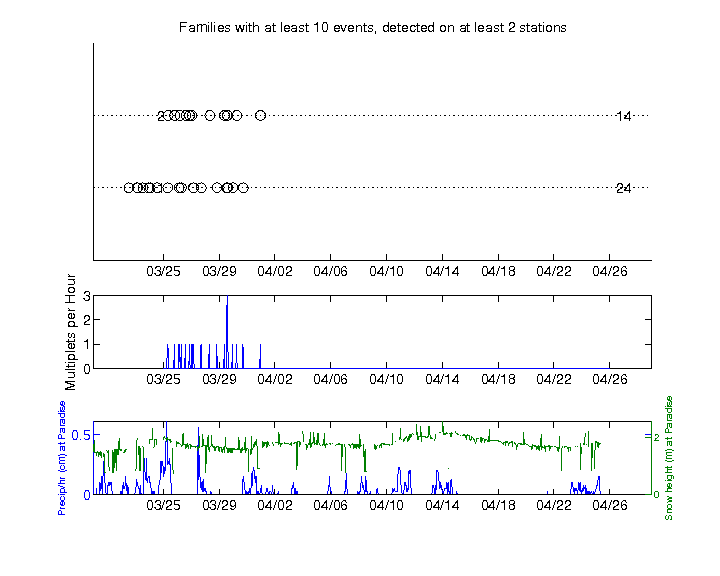 Families with at least 10 events, detected on at least 2 stations
2 14
1 24
03/25 03/29 04/02 04/06 04/10 04/14 04/18 04/22 04/26
Multiplets per Hour
3
2
1
0
03/25 03/29 04/02 04/06 04/10 04/14 04/18 04/22 04/26
Precip/hr (cm) at Paradise
0.5
0
2
0
Snow height (m) at Paradise
03/25 03/29 04/02 04/06 04/10 04/14 04/18 04/22 04/26